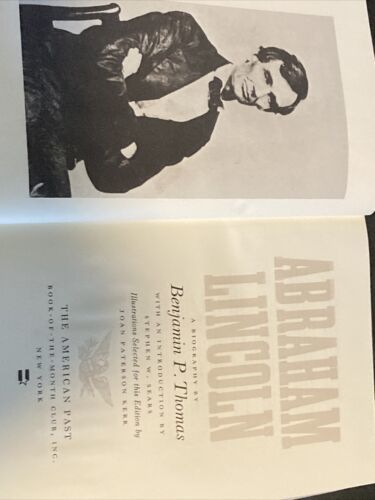 ABRAHAM
LINCOLN
A BIOGRAPHY BY
Benjamin P. Thomas
WITH AN INTRODUCTION BY
STEPHEN W. SEARS
Illustrations Selected for this Edition by
JOAN PATERSON KERR
THE AMERICAN PAST
BOOK-OF-THE-MONTH CLUB, INC.
NEW YORK